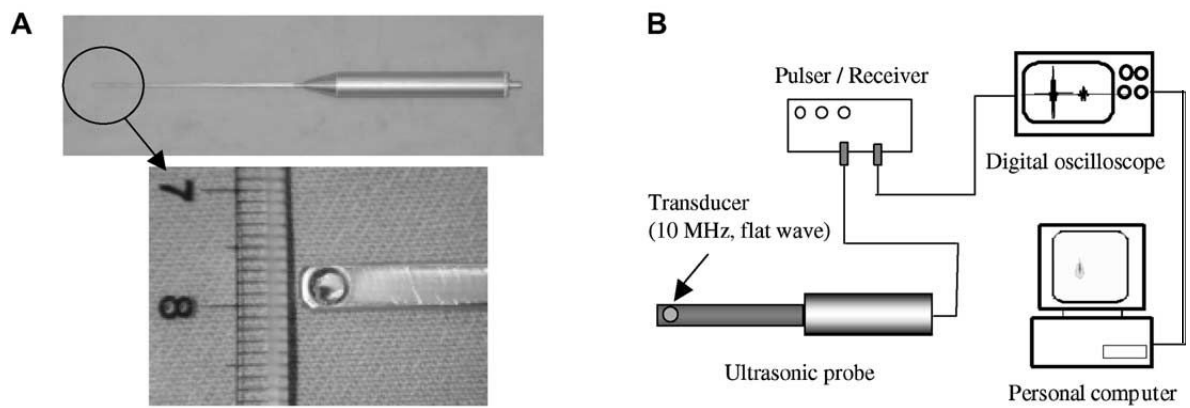 A
7
8
B
Pulser / Receiver
Digital oscilloscope
Transducer
(10 MHz, flat wave)
Ultrasonic probe
Personal computer